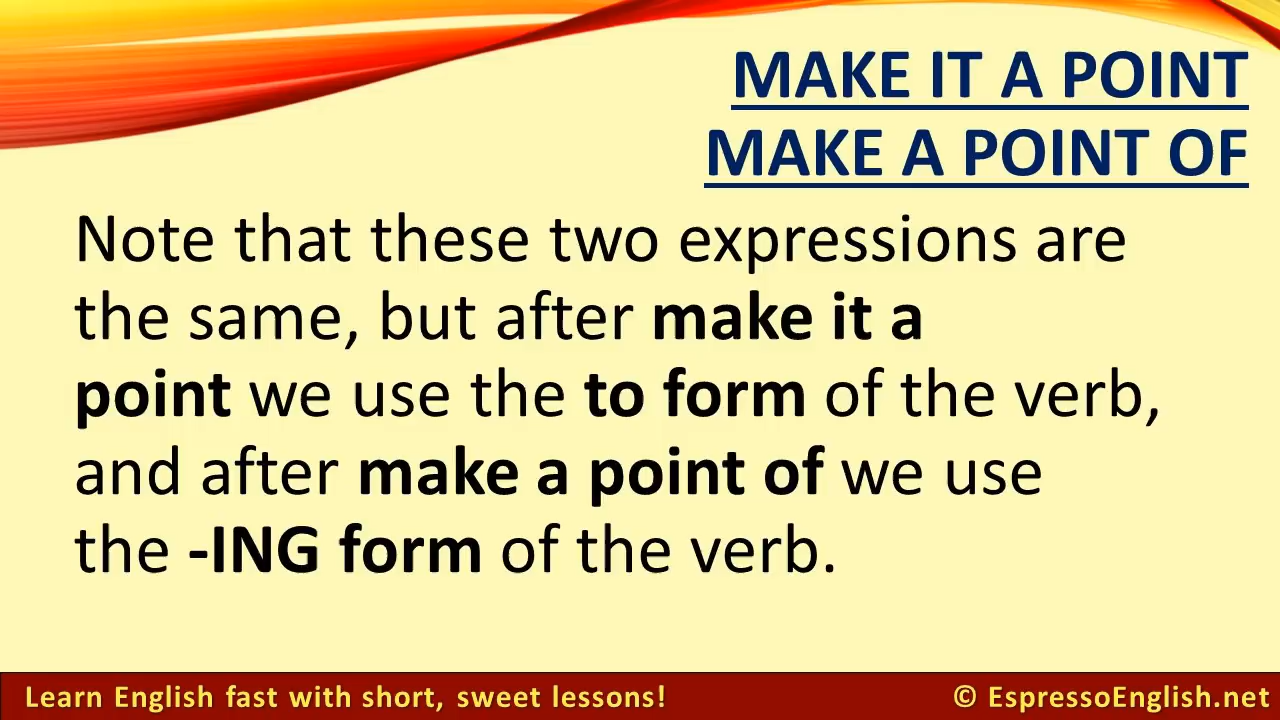 MAKE IT A POINT
MAKE A POINT OF
Note that these two expressions are
the same, but after make it a
point we use the to form of the verb,
and after make a point of we use
the -ING form of the verb.
Learn English fast with short, sweet lessons!
© EspressoEnglish.net